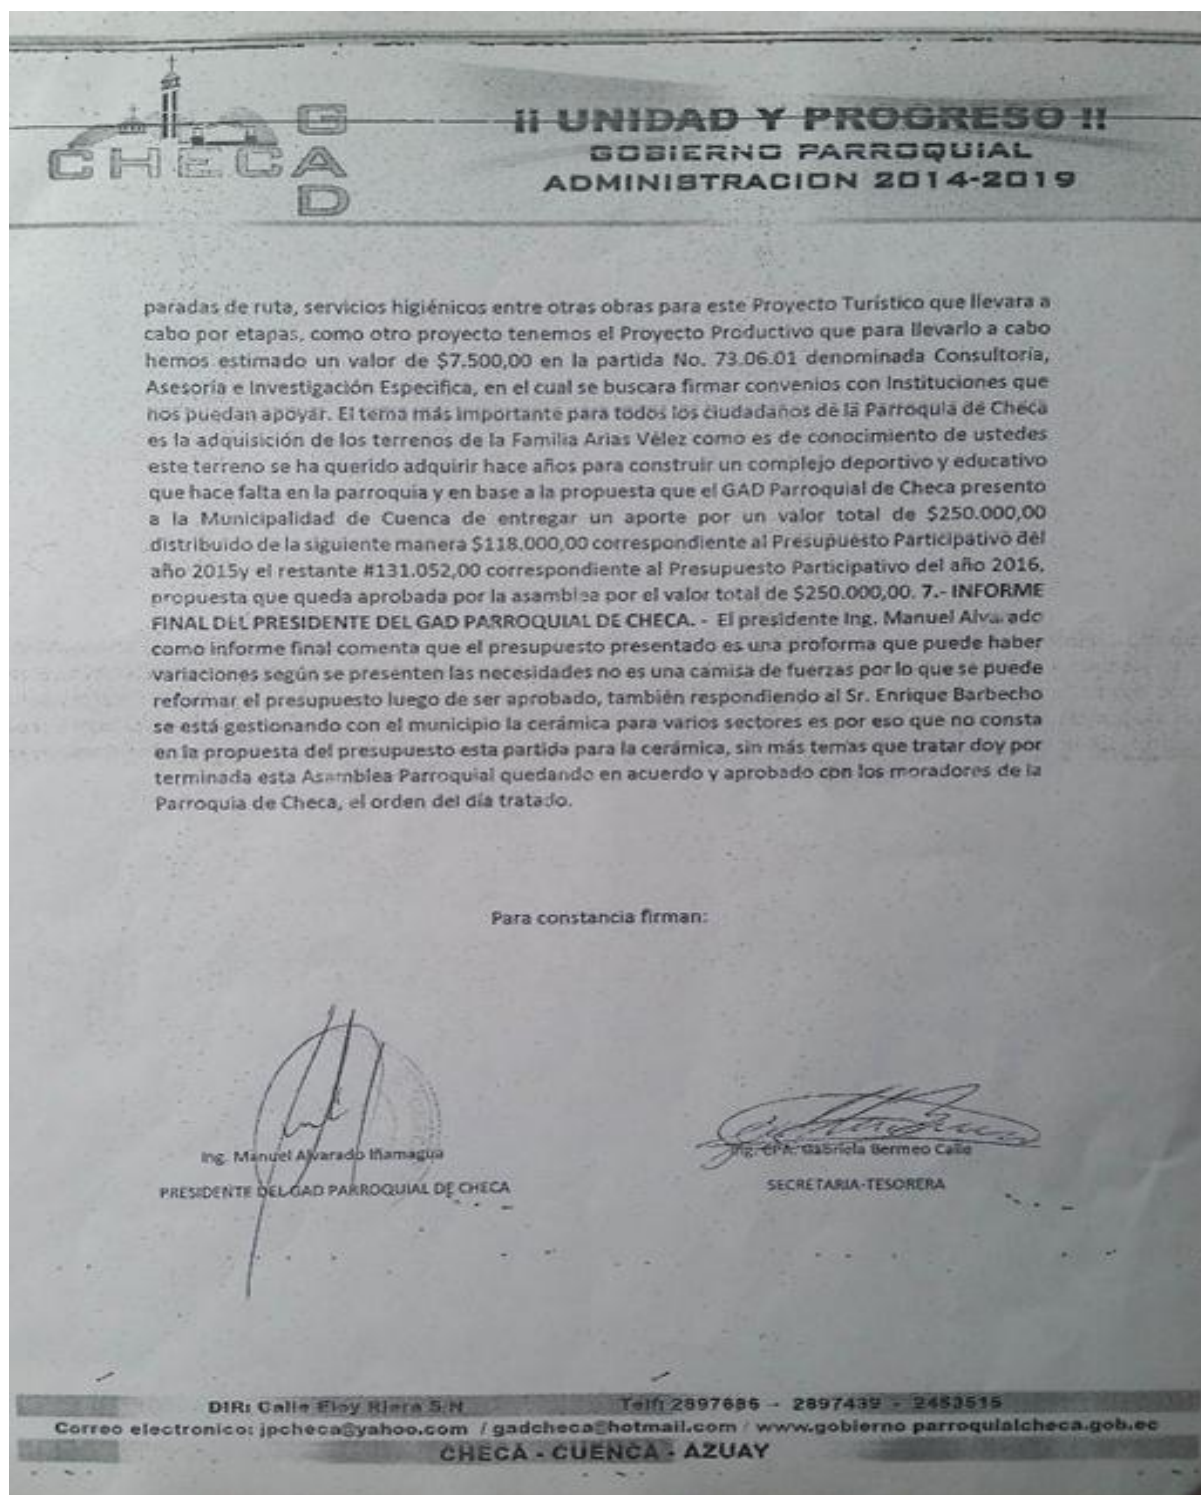 CHECA
GAD
¡¡ UNIDAD Y PROGRESO !!
GOBIERNO PARROQUIAL
ADMINISTRACION 2014-2019
paradas de ruta, servicios higiénicos entre otras obras para este Proyecto Turístico que llevara a
cabo por etapas, como otro proyecto tenemos el Proyecto Productivo que para llevarlo a cabo
hemos estimado un valor de $7.500,00 en la partida No. 73.06.01 denominada Consultoría,
Asesoría e Investigación Especifica, en el cual se buscara firmar convenios con Instituciones que
nos puedan apoyar. El tema más importante para todos los ciudadanos de la Parroquia de Checa
es la adquisición de los terrenos de la Familia Arias Vélez como es de conocimiento de ustedes
este terreno se ha querido adquirir hace años para construir un complejo deportivo y educativo
que hace falta en la parroquia y en base a la propuesta que el GAD Parroquial de Checa presento
a la Municipalidad de Cuenca de entregar un aporte por un valor total de $250.000,00
distribuido de la siguiente manera $118.000,00 correspondiente al Presupuesto Participativo del
año 2015y el restante #131.052,00 correspondiente al Presupuesto Participativo del año 2016,
propuesta que queda aprobada por la asamblea por el valor total de $250.000,00. 7.- INFORME
FINAL DEL PRESIDENTE DEL GAD PARROQUIAL DE CHECA. - El presidente Ing. Manuel Alvarado
como informe final comenta que el presupuesto presentado es una proforma que puede haber
variaciones según se presenten las necesidades no es una camisa de fuerzas por lo que se puede
reformar el presupuesto luego de ser aprobado, también respondiendo al Sr. Enrique Barbecho
se está gestionando con el municipio la cerámica para varios sectores es por eso que no consta
en la propuesta del presupuesto esta partida para la cerámica, sin más temas que tratar doy por
terminada esta Asamblea Parroquial quedando en acuerdo y aprobado con los moradores de la
Parroquia de Checa, el orden del día tratado.
Para constancia firman:
Ing. Manuel Alvarado Iñamagua
PRESIDENTE DEL GAD PARROQUIAL DE CHECA
Ing. CPA. Gabriela Bermeo Calle
SECRETARIA-TESORERA
DIR: Calle Eloy Riera S/N Telf: 2897686 - 2897439 - 2453515
Correo electronico: jpcheca@yahoo.com / gadcheca@hotmail.com / www.gobierno parroquialcheca.gob.ec
CHECA - CUENCA - AZUAY